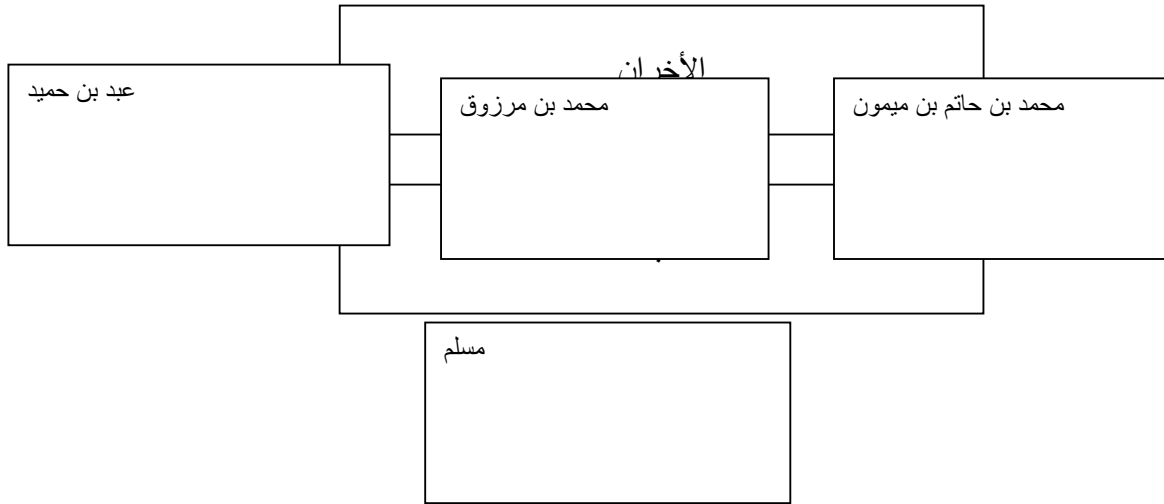 الأخران
محمد بن حاتم بن ميمون
محمد بن مرزوق
عبد بن حميد
مسلم